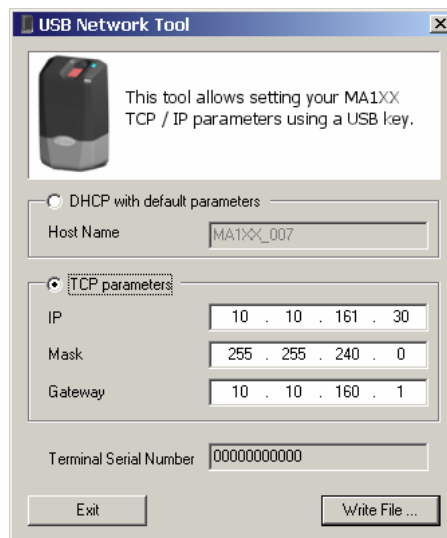 USB Network Tool
This tool allows setting your MA1XX
TCP / IP parameters using a USB key.
DHCP with default parameters
Host Name MA1XX_007
TCP parameters
IP 10 . 10 . 161 . 30
Mask 255 . 255 . 240 . 0
Gateway 10 . 10 . 160 . 1
Terminal Serial Number 00000000000
Exit Write File ...